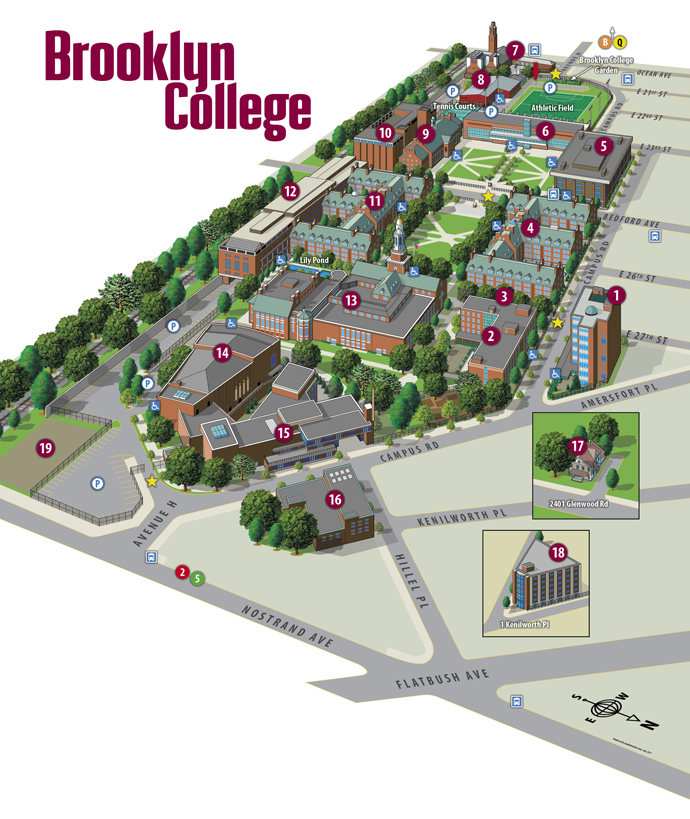 Brooklyn
College
B
Q
7
Brooklyn College
Garden
OCEAN AVE
8
P
P
E 21ST ST
Tennis Courts
Athletic Field
P
CAMPUS RD
E 22ND ST
10
9
6
5
E 23RD ST
12
11
4
BEDFORD AVE
Lily Pond
CAMPUS RD
E 26TH ST
13
3
1
P
2
E 27TH ST
14
P
AMERSFORT PL
15
19
CAMPUS RD
17
P
2401 Glenwood Rd
16
AVENUE H
KENILWORTH PL
18
HILLEL PL
2
5
1 Kenilworth Pl
NOSTRAND AVE
FLATBUSH AVE
S
W
E
N